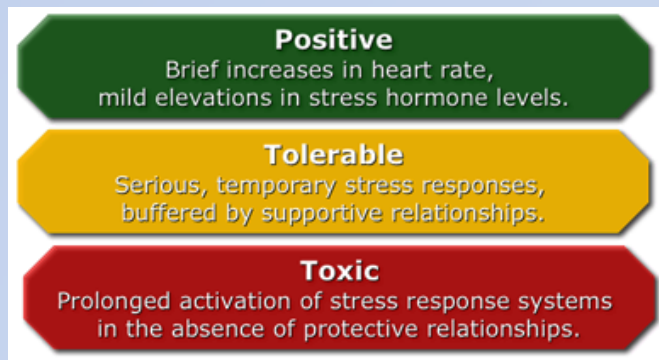 Positive
Brief increases in heart rate,
mild elevations in stress hormone levels.
Tolerable
Serious, temporary stress responses,
buffered by supportive relationships.
Toxic
Prolonged activation of stress response systems
in the absence of protective relationships.